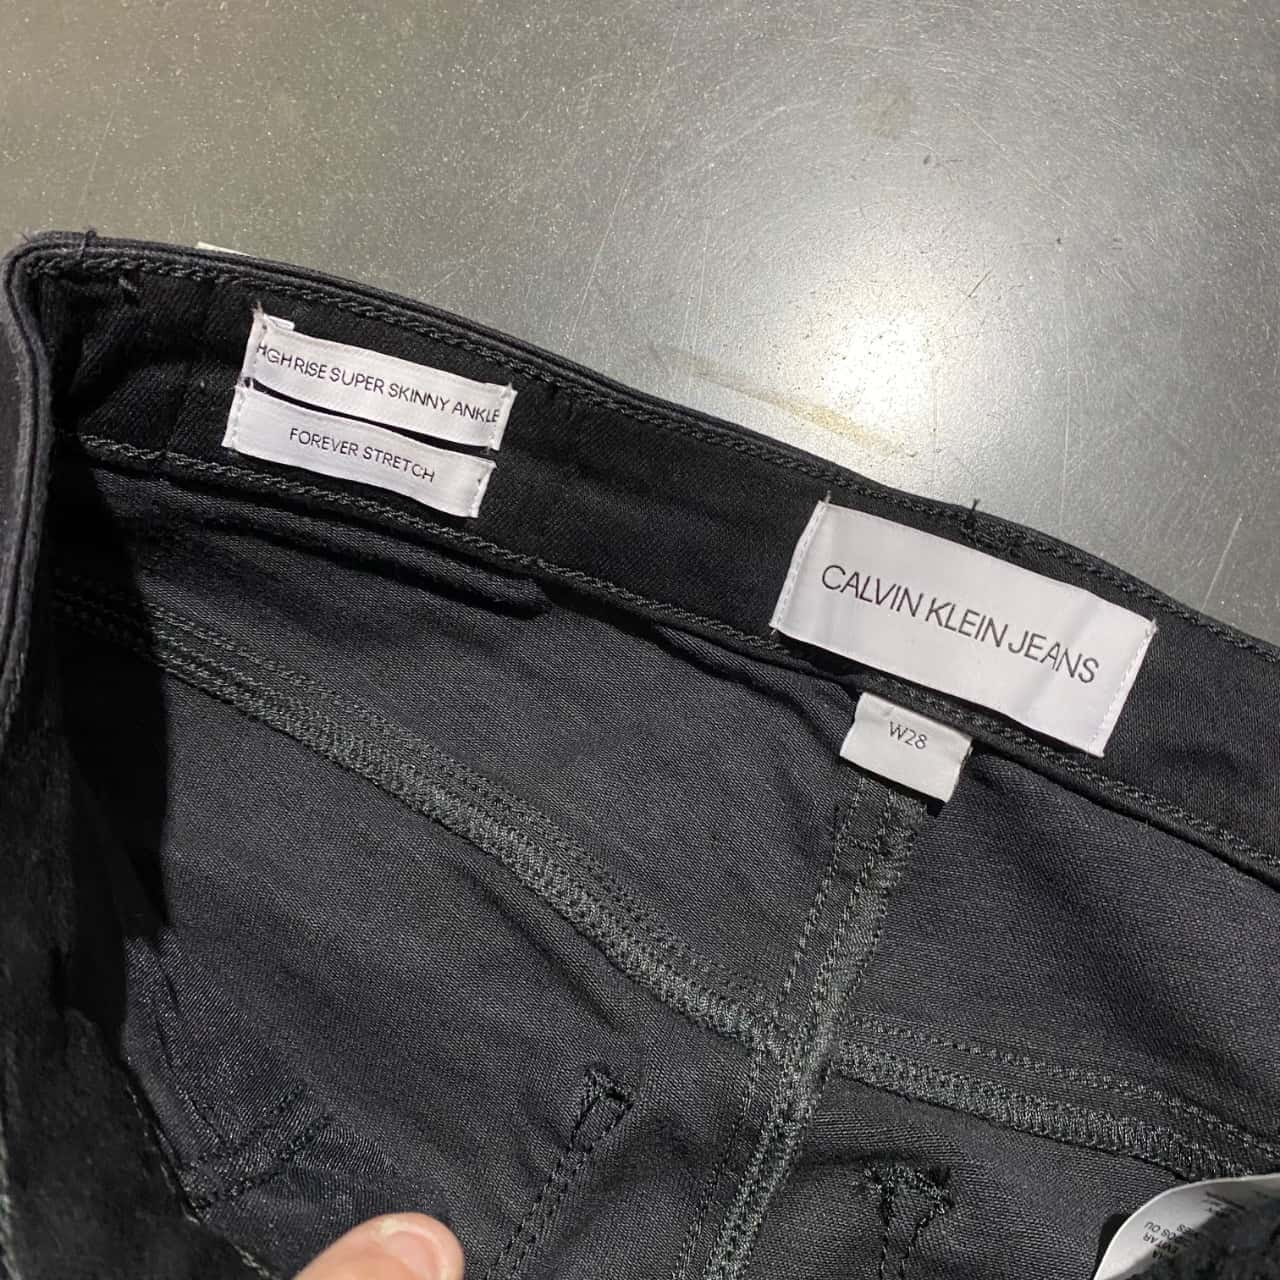 HIGH RISE SUPER SKINNY ANKLE
FOREVER STRETCH
CALVIN KLEIN JEANS
W28